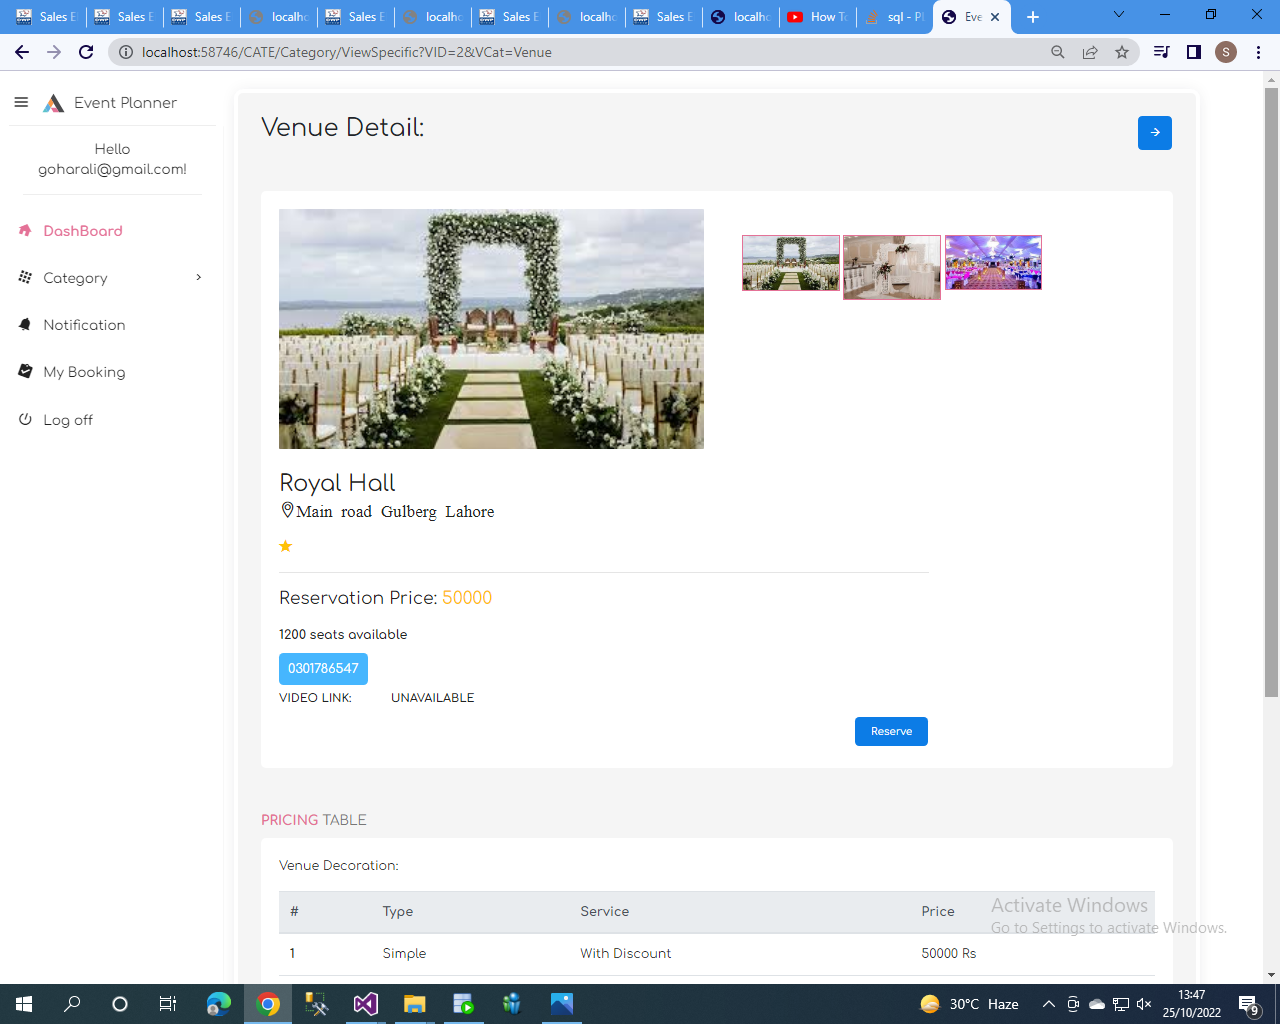 Sales E
Sales E
Sales E
localho
Sales E
localho
Sales E
localho
Sales E
localho
How To
sql - Pl
Eve
localhost:58746/CATE/Category/ViewSpecific?VID=2&VCat=Venue
S
Event Planner
Hello
goharali@gmail.com!
DashBoard
Category
Notification
My Booking
Log off
Venue Detail:
Royal Hall
Main road Gulberg Lahore
Reservation Price: 50000
1200 seats available
0301786547
VIDEO LINK: UNAVAILABLE
Reserve
PRICING TABLE
Venue Decoration:
# Type Service Price
1 Simple With Discount 50000 Rs
Activate Windows
Go to Settings to activate Windows.
30°C Haze
13:47
25/10/2022
9